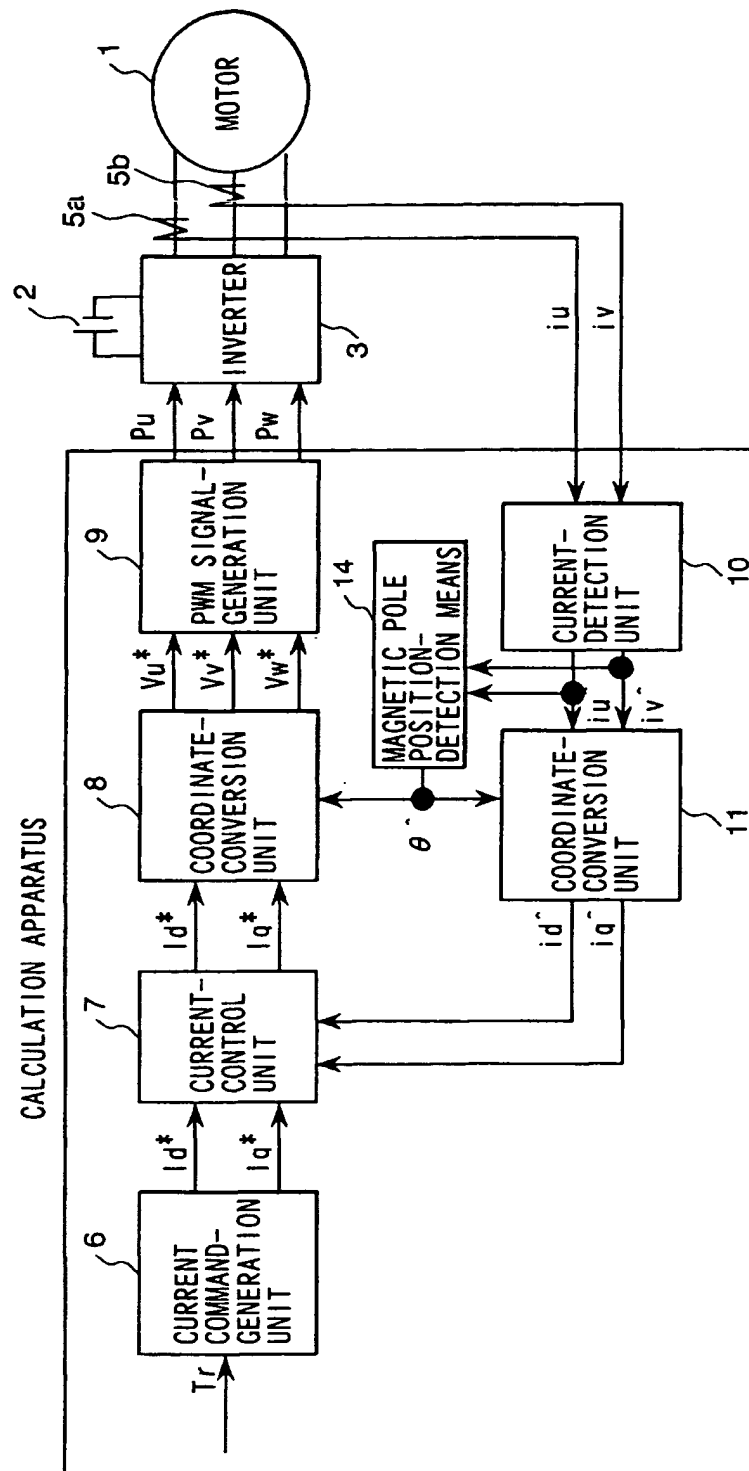 CALCULATION APPARATUS
Tr
6
CURRENT
COMMAND-
GENERATION
UNIT
Id*
Iq*
7
CURRENT-
CONTROL
UNIT
Id*
Iq*
8
COORDINATE-
CONVERSION
UNIT
Vu*
Vv*
Vw*
9
PWM SIGNAL-
GENERATION
UNIT
Pu
Pv
Pw
2
INVERTER
3
5a
5b
1
MOTOR
θ^
14
MAGNETIC POLE
POSITION-
DETECTION MEANS
id^
iq^
COORDINATE-
CONVERSION
UNIT
11
iu^
iv^
CURRENT-
DETECTION
UNIT
10
iu
iv